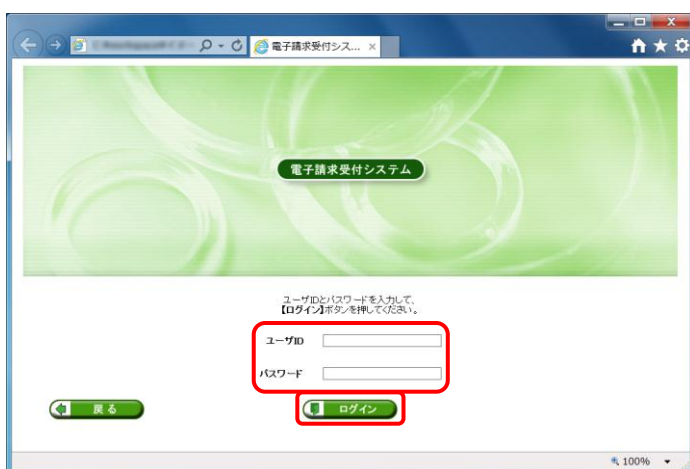 電子請求受付シス...
電子請求受付システム
ユーザIDとパスワードを入力して、
【ログイン】ボタンを押してください。
ユーザID
パスワード
戻る
ログイン
100%